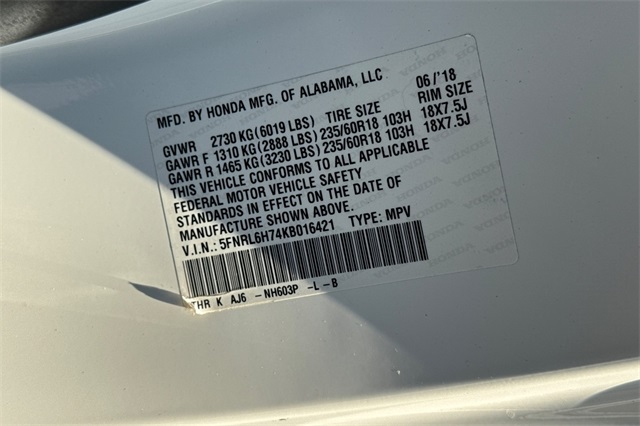 MFD. BY HONDA MFG. OF ALABAMA, LLC 06/'18
GVWR 2730 KG (6019 LBS) TIRE SIZE RIM SIZE
GAWR F 1310 KG (2888 LBS) 235/60R18 103H 18X7.5J
GAWR R 1465 KG (3230 LBS) 235/60R18 103H 18X7.5J
THIS VEHICLE CONFORMS TO ALL APPLICABLE
FEDERAL MOTOR VEHICLE SAFETY
STANDARDS IN EFFECT ON THE DATE OF
MANUFACTURE SHOWN ABOVE.
V.I.N.: 5FNRL6H74KB016421 TYPE: MPV
THR K AJ6 -NH603P -L -B